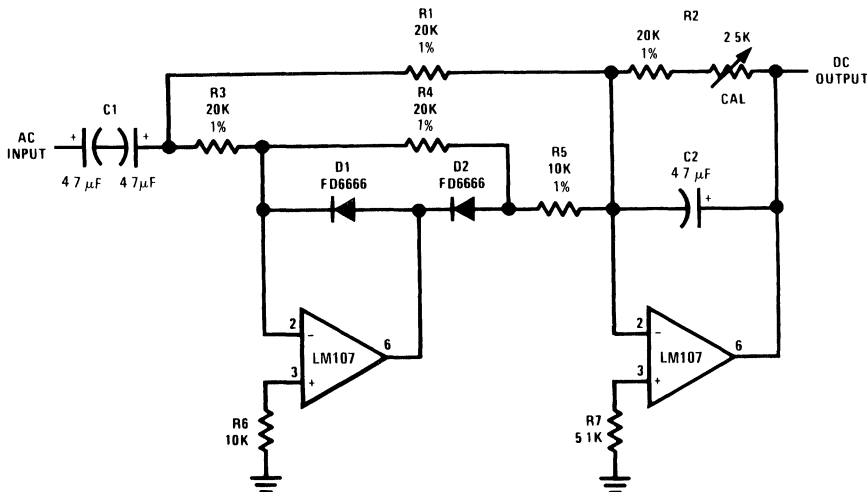 R1
20K
1%
R2
20K
1%
2 5K
CAL
DC
OUTPUT
R3
20K
1%
R4
20K
1%
C1
AC
INPUT
+
+
4 7 µF
4 7µF
D1
FD6666
D2
FD6666
R5
10K
1%
C2
4 7 µF
+
2
−
LM107
6
3
+
R6
10K
2
−
LM107
6
3
+
R7
5 1K